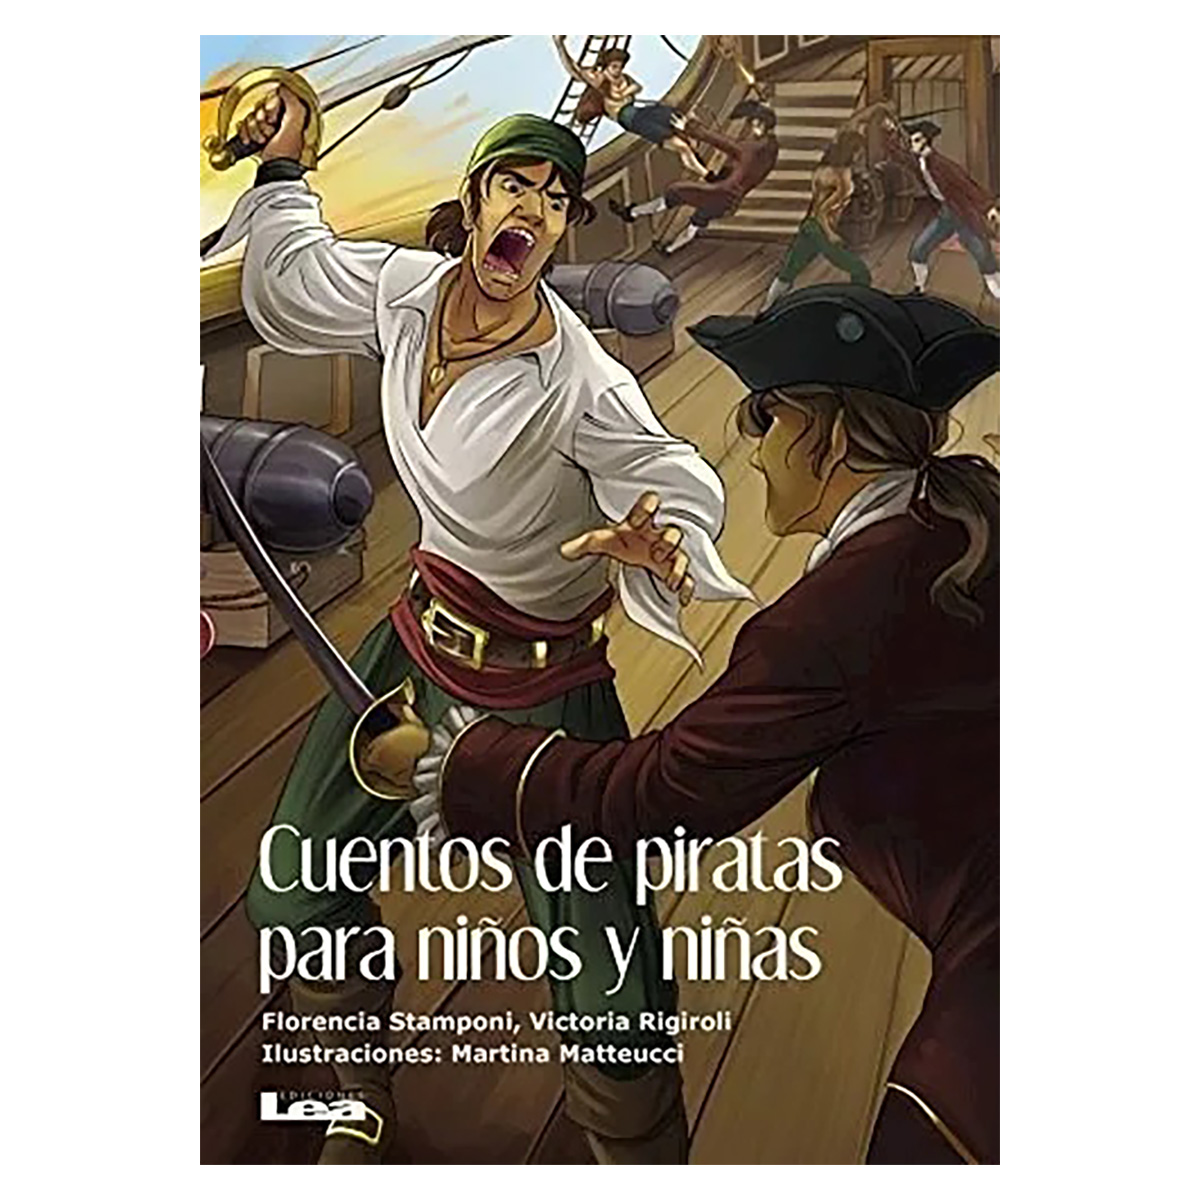 Cuentos de piratas
para niños y niñas
Florencia Stamponi, Victoria Rigiroli
Ilustraciones: Martina Matteucci
EDICIONES
Lea